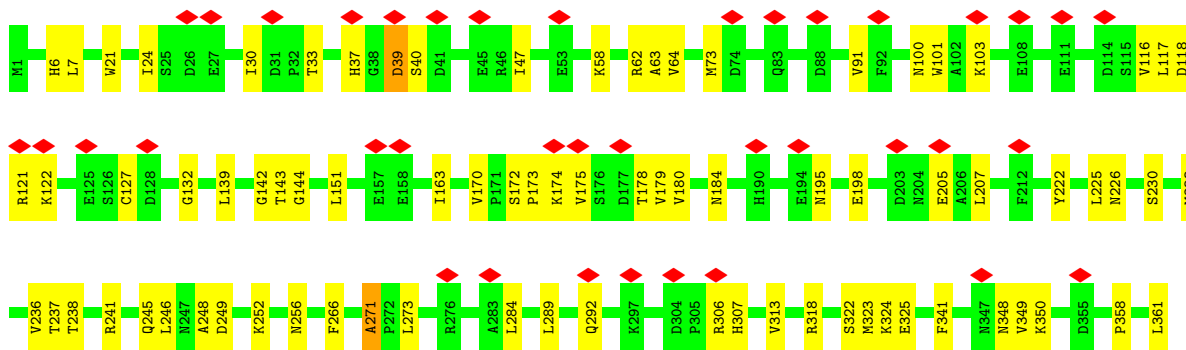 M1 H6 L7 W21 I24 S25 D26 E27 I30 D31 P32 T33 H37 G38 D39 S40 D41 E45 R46 I47 E53 K58 R62 A63 V64 M73 D74 Q83 D88 V91 F92 N100 W101 A102 K103 E108 E111 D114 S115 V116 L117 D118
R121 K122 E125 S126 C127 D128 G132 L139 G142 T143 G144 L151 E157 E158 I163 V170 P171 S172 P173 K174 V175 S176 D177 T178 V179 V180 N184 H190 E194 N195 E198 D203 N204 E205 A206 L207 F212 Y222 L225 N226 S230
V236 T237 T238 R241 Q245 L246 N247 A248 D249 K252 N256 F266 A271 P272 L273 R276 A283 L284 L289 Q292 K297 D304 P305 R306 H307 V313 R318 S322 M323 K324 E325 F341 N347 N348 V349 K350 D355 P358 L361